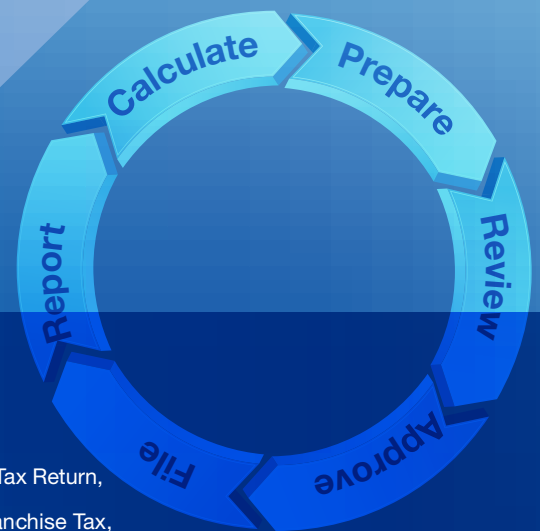 Calculate
Prepare
Review
Approve
File
Report
Tax Return,
anchise Tax,